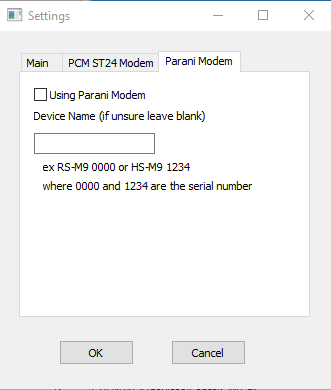 Settings
Main PCM ST24 Modem Parani Modem
Using Parani Modem
Device Name (if unsure leave blank)
ex RS-M9 0000 or HS-M9 1234
where 0000 and 1234 are the serial number
OK Cancel